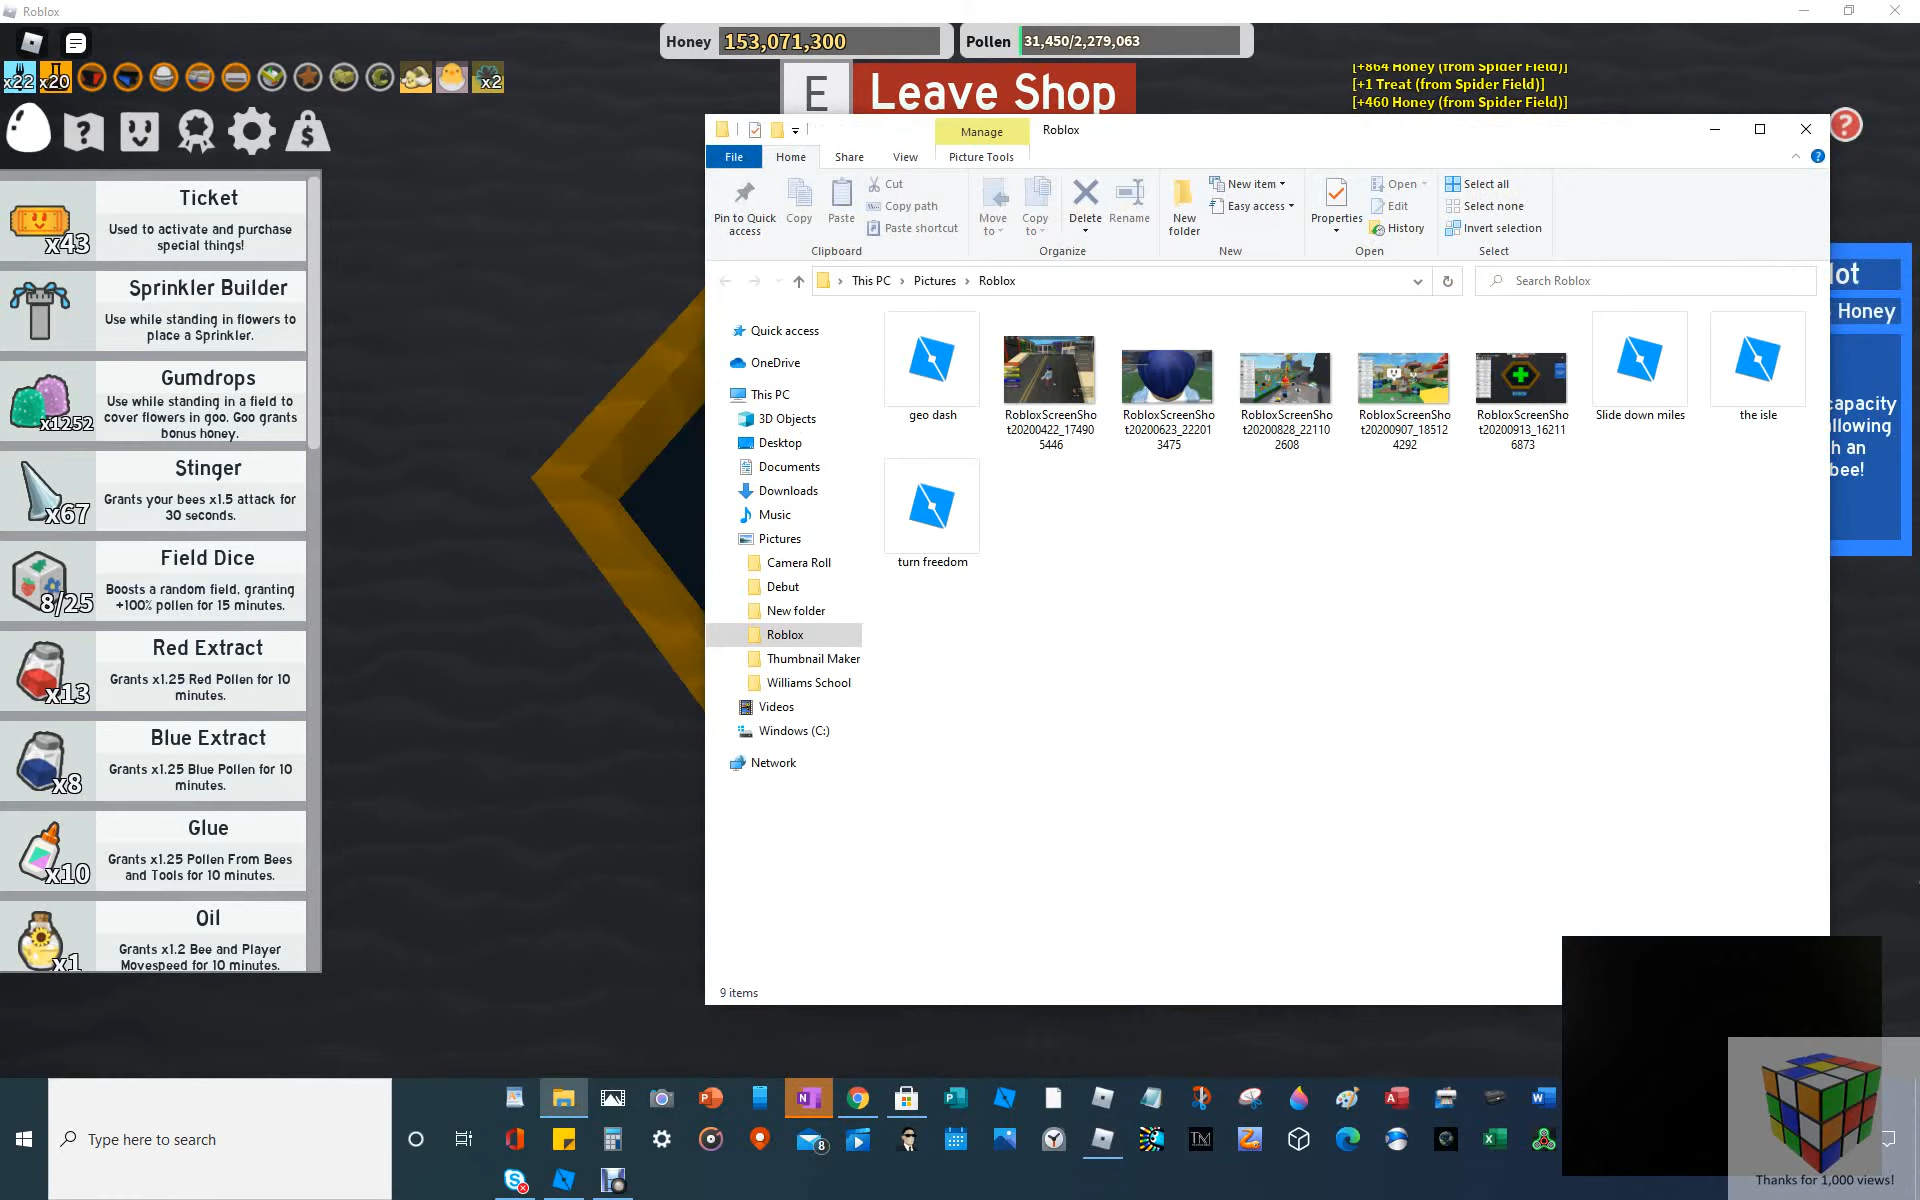 Roblox
Honey 153,071,300
Pollen 31,450/2,279,063
x22 x20 x2
E Leave Shop
[+864 Honey (from Spider Field)]
[+1 Treat (from Spider Field)]
[+460 Honey (from Spider Field)]
?
Ticket
Used to activate and purchase
special things!
x43
Sprinkler Builder
Use while standing in flowers to
place a Sprinkler.
Gumdrops
Use while standing in a field to
cover flowers in goo. Goo grants
bonus honey.
x1252
Stinger
Grants your bees x1.5 attack for
30 seconds.
x67
Field Dice
Boosts a random field, granting
+100% pollen for 15 minutes.
8/25
Red Extract
Grants x1.25 Red Pollen for 10
minutes.
x13
Blue Extract
Grants x1.25 Blue Pollen for 10
minutes.
x8
Glue
Grants x1.25 Pollen From Bees
and Tools for 10 minutes.
x10
Oil
Grants x1.2 Bee and Player
Movespeed for 10 minutes.
x1
Manage
Roblox
File
Home
Share
View
Picture Tools
Pin to Quick
access
Copy
Paste
Cut
Copy path
Paste shortcut
Clipboard
Move
to
Copy
to
Delete
Rename
Organize
New
folder
New item
Easy access
New
Properties
Open
Edit
History
Open
Select all
Select none
Invert selection
Select
This PC
Pictures
Roblox
Search Roblox
Quick access
OneDrive
This PC
3D Objects
Desktop
Documents
Downloads
Music
Pictures
Camera Roll
Debut
New folder
Roblox
Thumbnail Maker
Williams School
Videos
Windows (C:)
Network
geo dash
RobloxScreenSho
t20200422_17490
5446
RobloxScreenSho
t20200623_22201
3475
RobloxScreenSho
t20200828_22110
2608
RobloxScreenSho
t20200907_18512
4292
RobloxScreenSho
t20200913_16211
6873
Slide down miles
the isle
turn freedom
9 items
lot
Honey
capacity
llowing
h an
bee!
Type here to search
8
Thanks for 1,000 views!